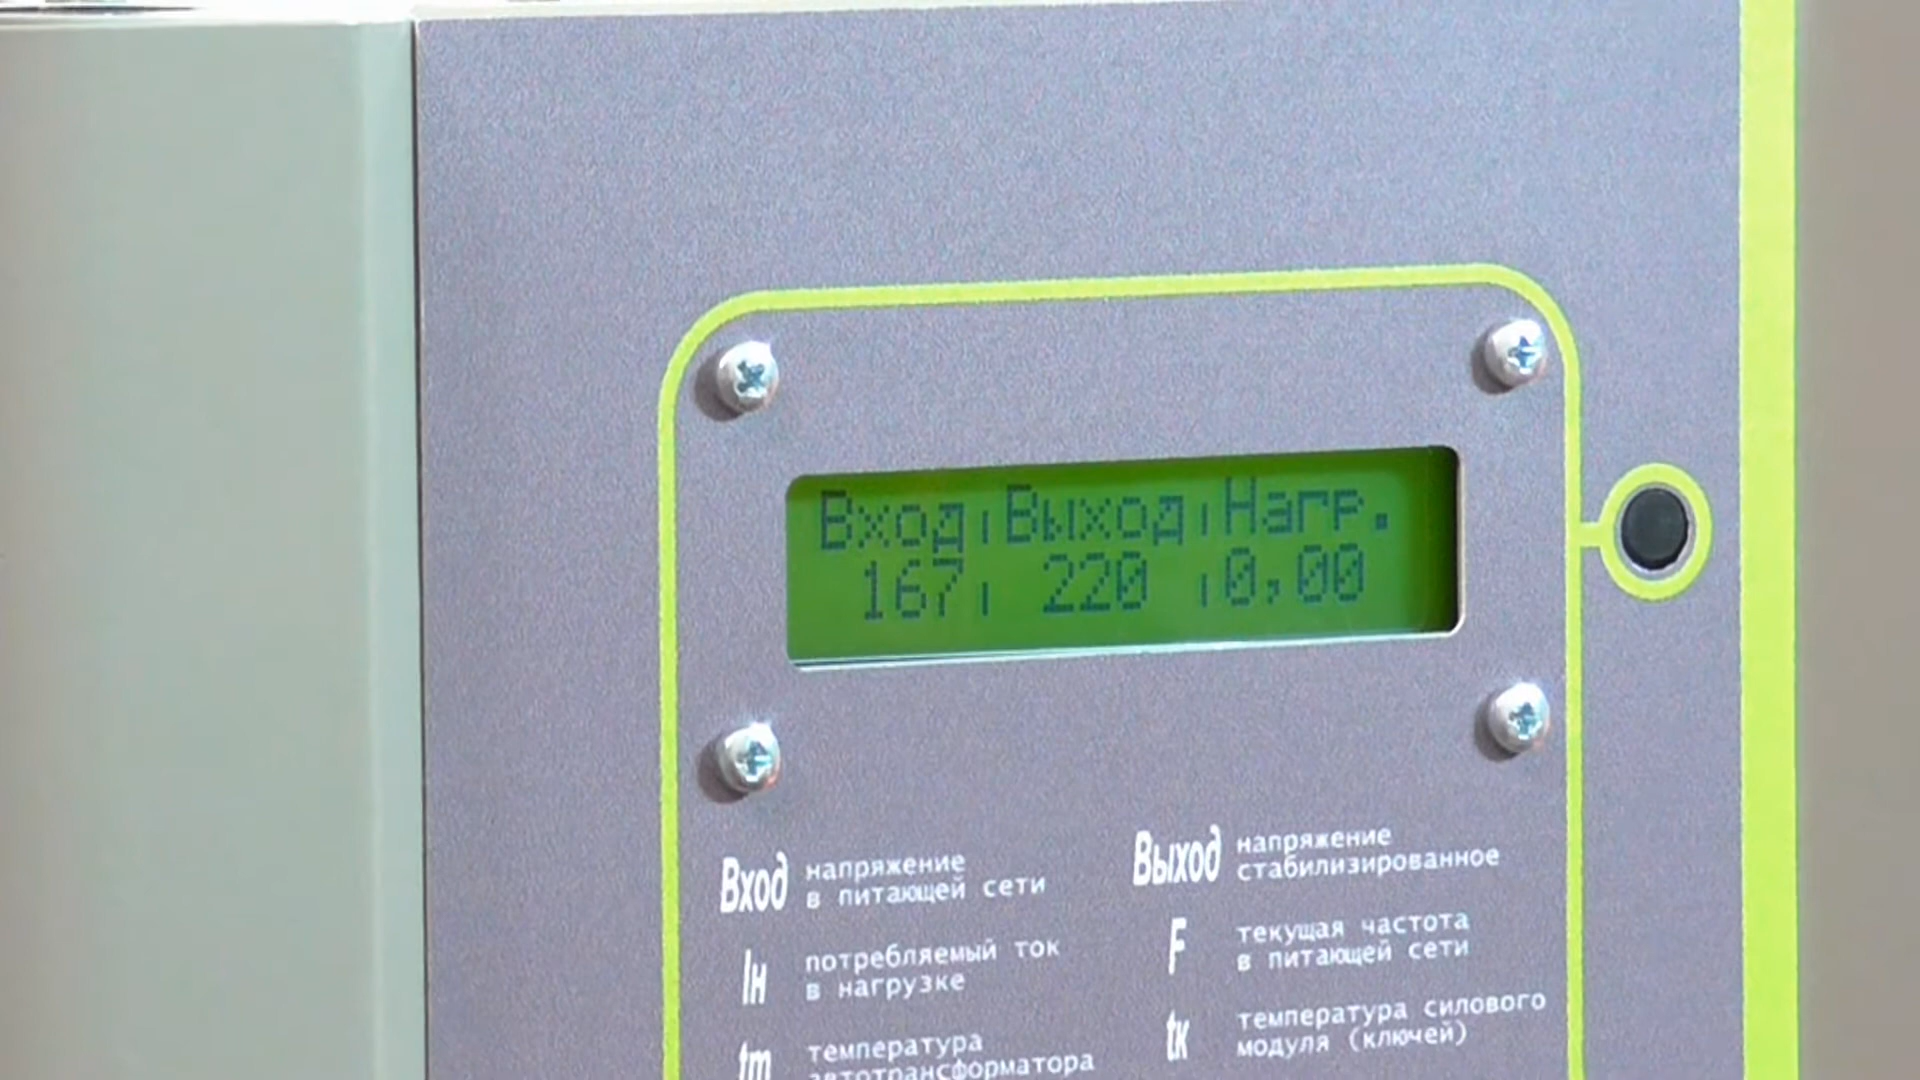 Вход|Выход|Нагр.
167| 220 |0,00
Вход напряжение в питающей сети
Выход напряжение стабилизированное
Iн потребляемый ток в нагрузке
F текущая частота в питающей сети
tт температура автотрансформатора
tк температура силового модуля (ключей)